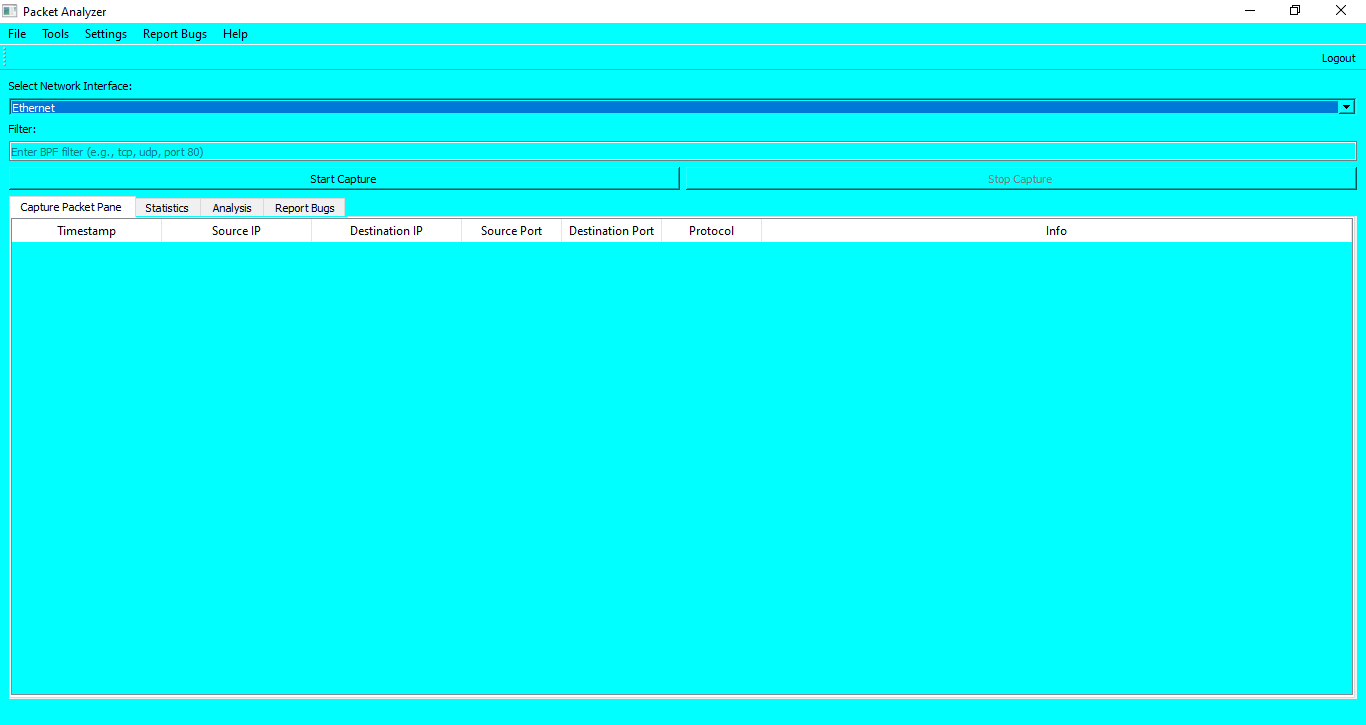 Packet Analyzer
File Tools Settings Report Bugs Help
Logout
Select Network Interface:
Ethernet
Filter:
Enter BPF filter (e.g., tcp, udp, port 80)
Start Capture Stop Capture
Capture Packet Pane Statistics Analysis Report Bugs
Timestamp Source IP Destination IP Source Port Destination Port Protocol Info